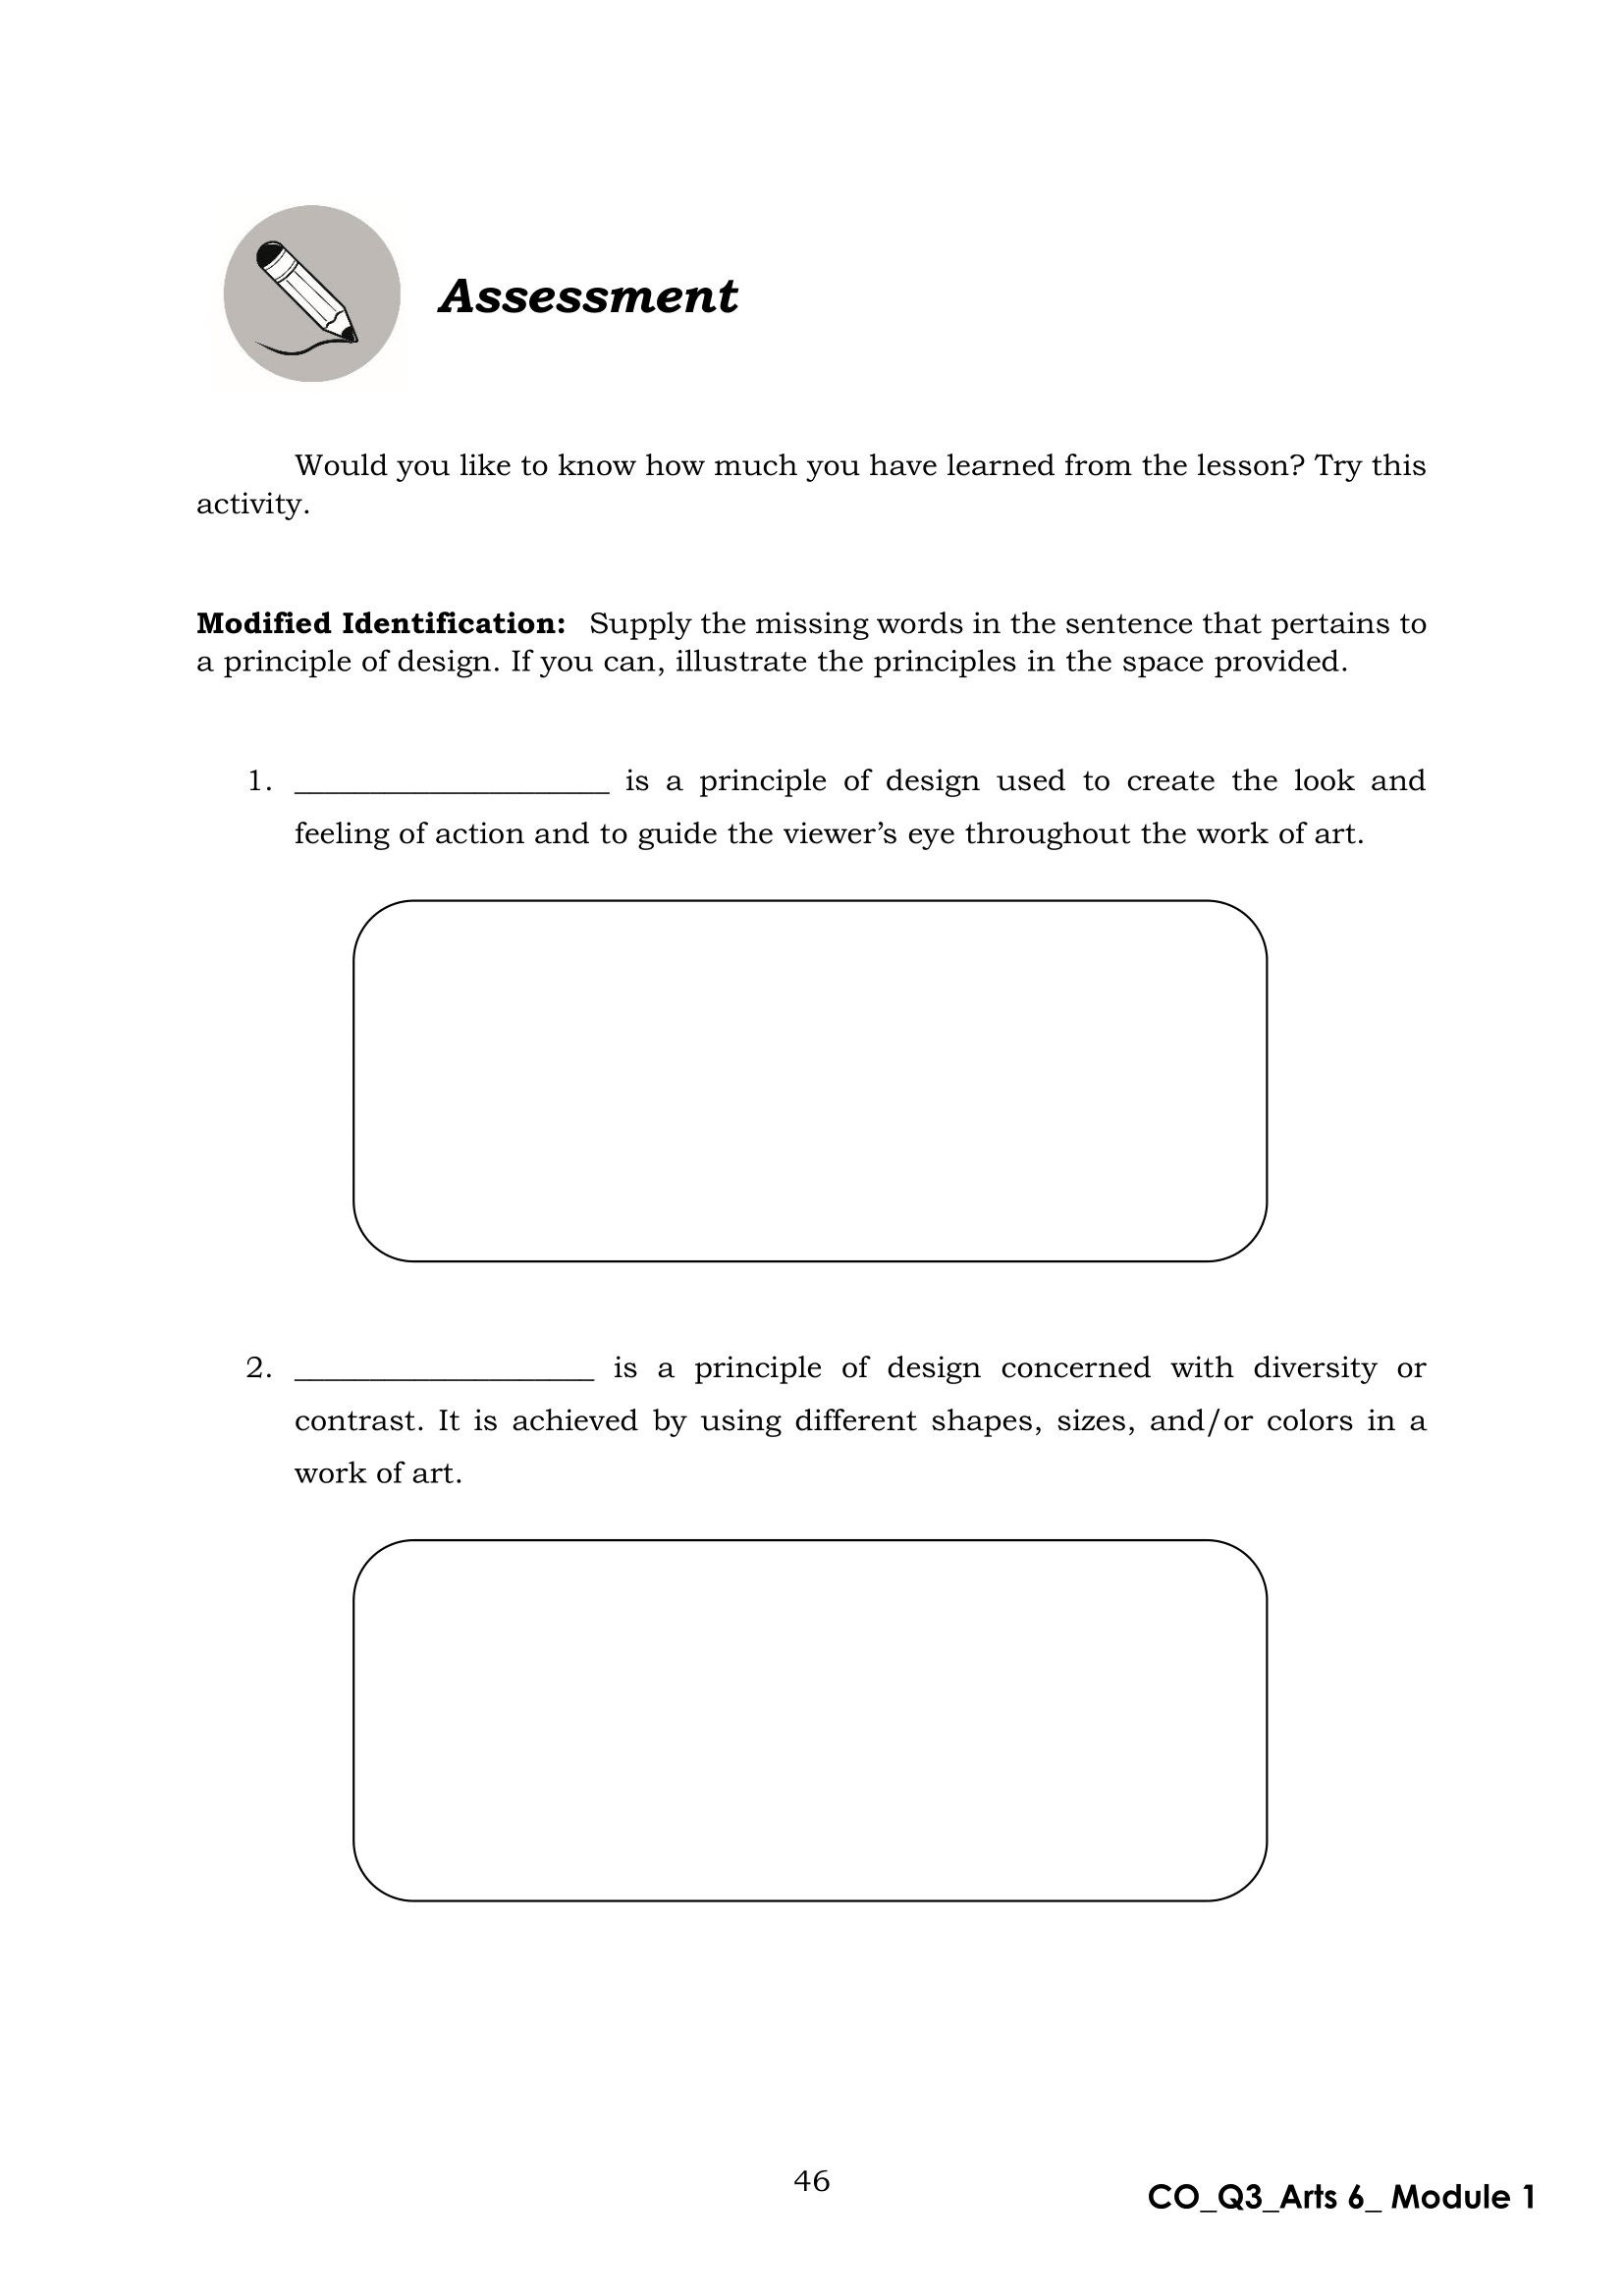 Assessment
Would you like to know how much you have learned from the lesson? Try this
activity.
Modified Identification: Supply the missing words in the sentence that pertains to
a principle of design. If you can, illustrate the principles in the space provided.
1. _____________________ is a principle of design used to create the look and
feeling of action and to guide the viewer’s eye throughout the work of art.
2. ____________________ is a principle of design concerned with diversity or
contrast. It is achieved by using different shapes, sizes, and/or colors in a
work of art.
46
CO_Q3_Arts 6_ Module 1